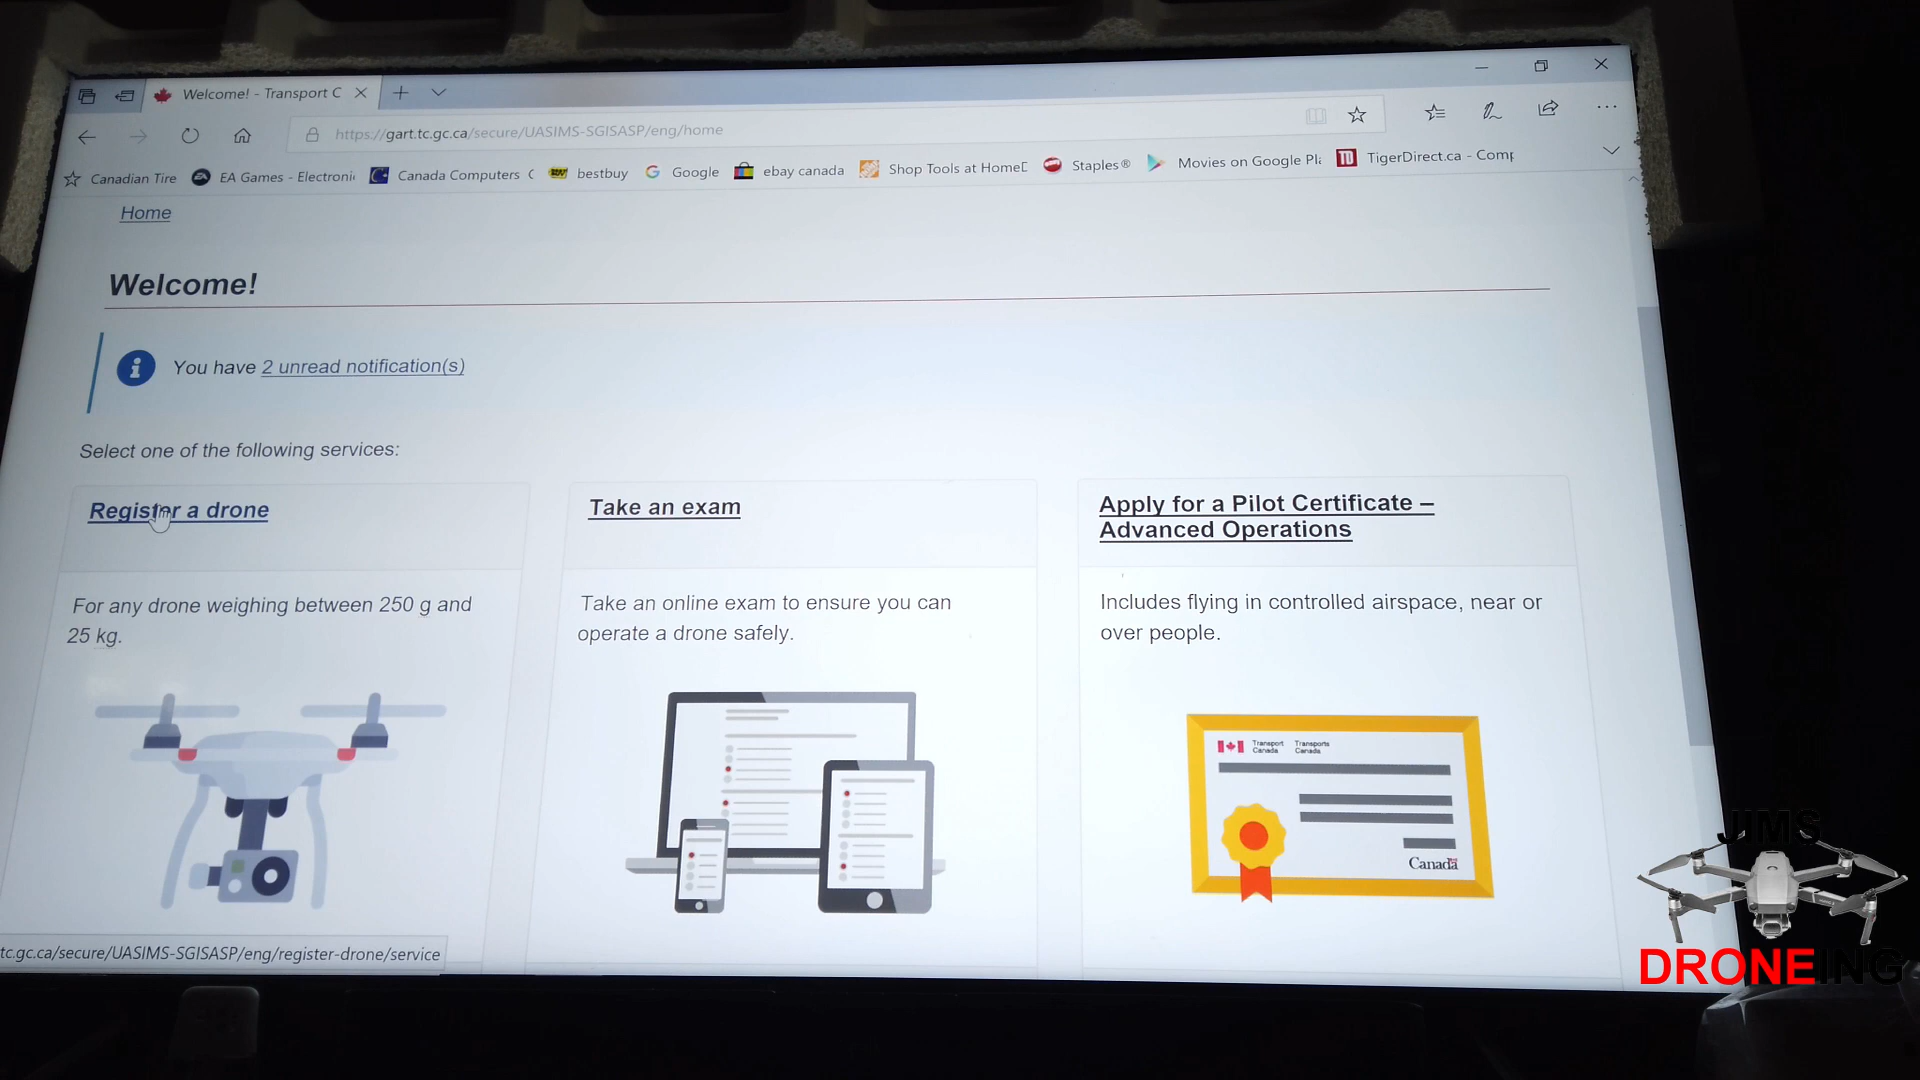 Welcome! - Transport C
https://gart.tc.gc.ca/secure/UASIMS-SGISASP/eng/home
Canadian Tire
EA Games - Electronic
Canada Computers C
bestbuy
Google
ebay canada
Shop Tools at HomeD
Staples®
Movies on Google Pla
TigerDirect.ca - Comp
Home
Welcome!
You have 2 unread notification(s)
Select one of the following services:
Register a drone
For any drone weighing between 250 g and
25 kg.
Take an exam
Take an online exam to ensure you can
operate a drone safely.
Apply for a Pilot Certificate –
Advanced Operations
Includes flying in controlled airspace, near or
over people.
Transport
Canada
Transports
Canada
Canada
tc.gc.ca/secure/UASIMS-SGISASP/eng/register-drone/service
JIMS
DRONEING